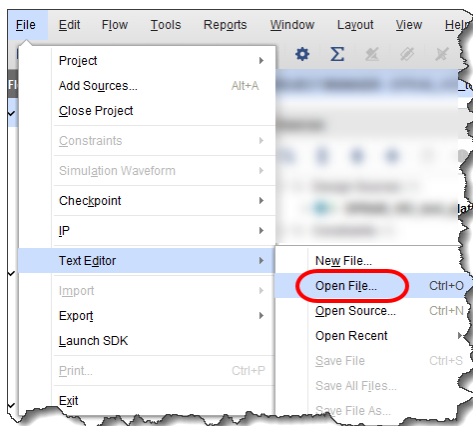 File Edit Flow Tools Reports Window Layout View Help
Project
Add Sources... Alt+A
Close Project
Constraints
Simulation Waveform
Checkpoint
IP
Text Editor
Import
Export
Launch SDK
Print... Ctrl+P
Exit
New File...
Open File... Ctrl+O
Open Source... Ctrl+N
Open Recent
Save File Ctrl+S
Save All Files...
Save File As...